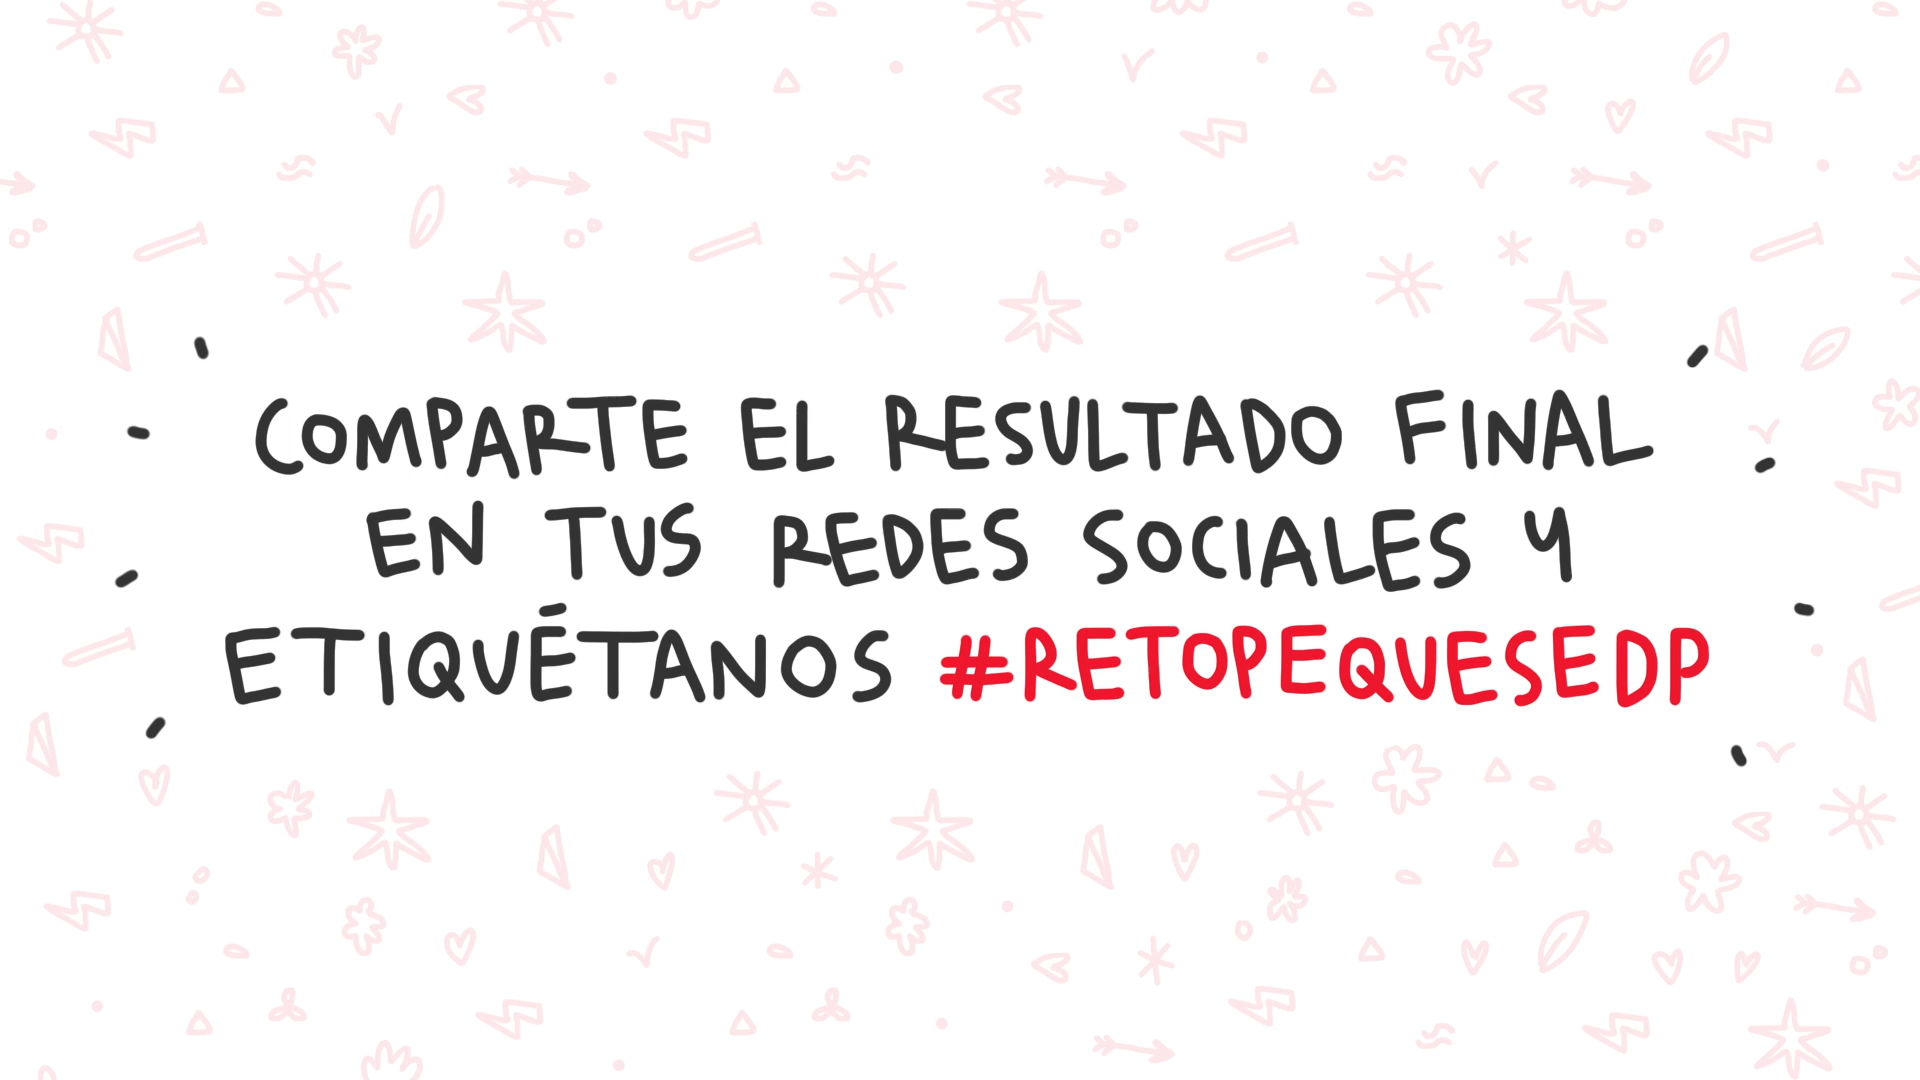 COMPARTE EL RESULTADO FINAL
EN TUS REDES SOCIALES Y
ETIQUÉTANOS #RETOPEQUESEDP